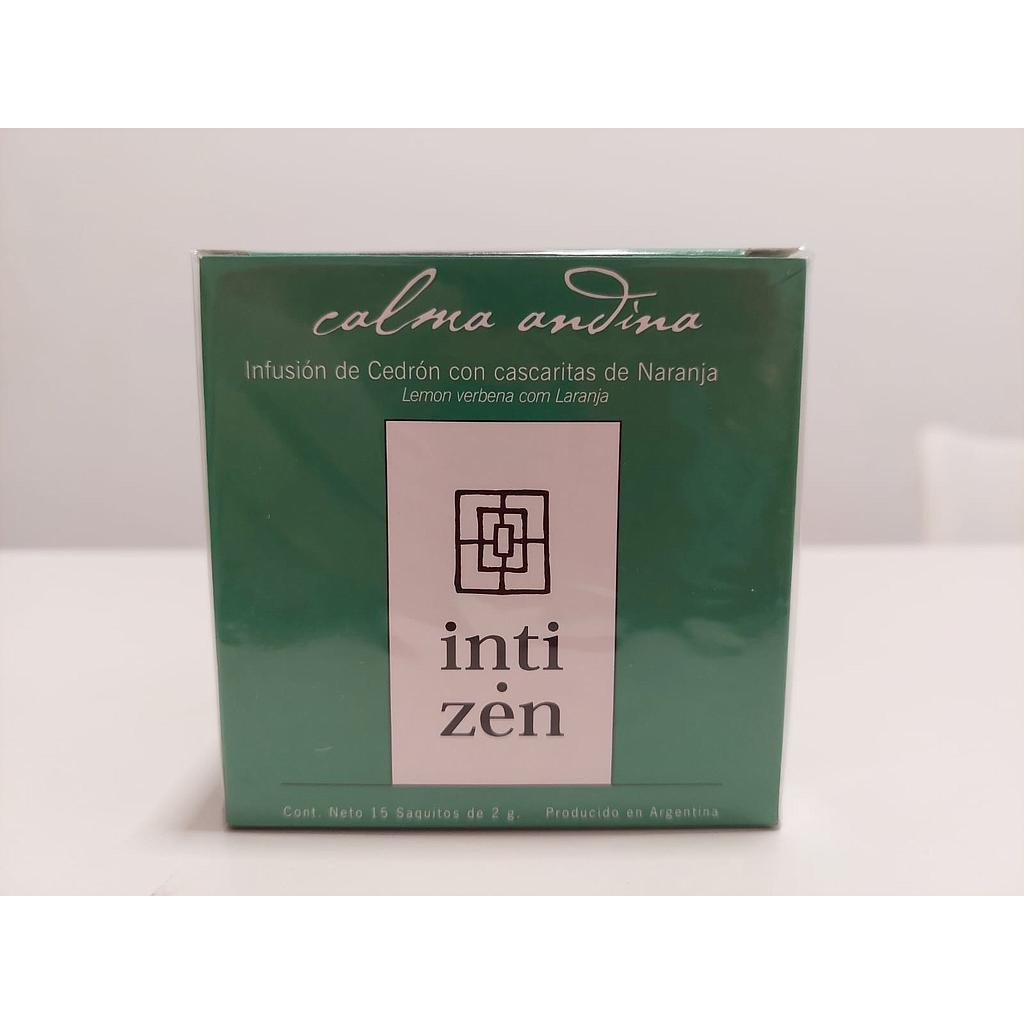 calma andina
Infusión de Cedrón con cascaritas de Naranja
Lemon verbena com Laranja
inti
zen
Cont. Neto 15 Saquitos de 2 g. Producido en Argentina